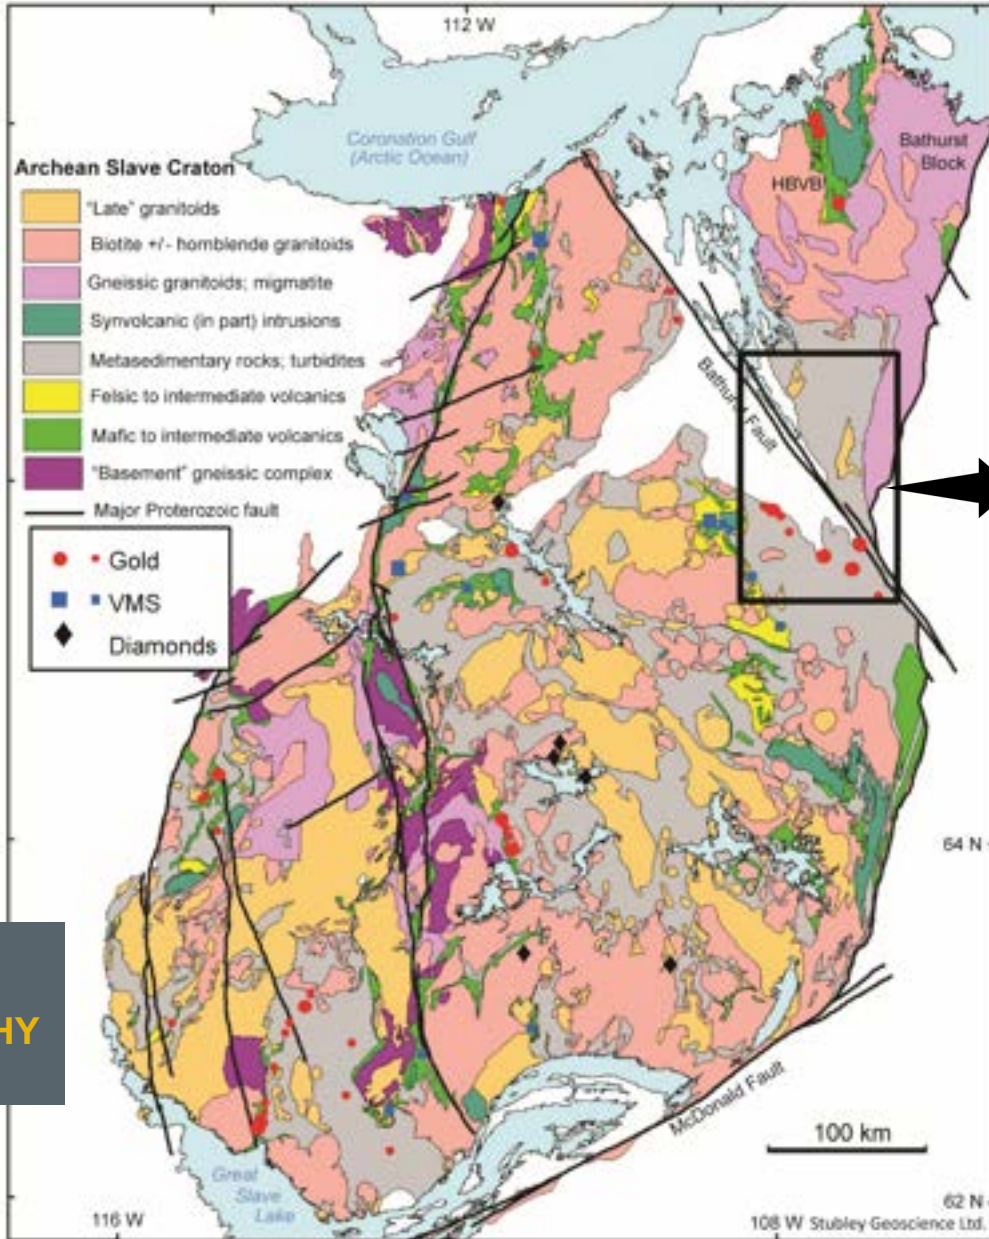 112 W
Coronation Gulf
(Arctic Ocean)
Bathurst
Block
HBVB
Archean Slave Craton
"Late" granitoids
Biotite +/- hornblende granitoids
Gneissic granitoids; migmatite
Synvolcanic (in part) intrusions
Metasedimentary rocks; turbidites
Felsic to intermediate volcanics
Mafic to intermediate volcanics
"Basement" gneissic complex
Major Proterozoic fault
Bathurst Fault
Gold
VMS
Diamonds
64 N
HY
McDonald Fault
100 km
Great
Slave
Lake
62 N
116 W
108 W Stubley Geoscience Ltd.